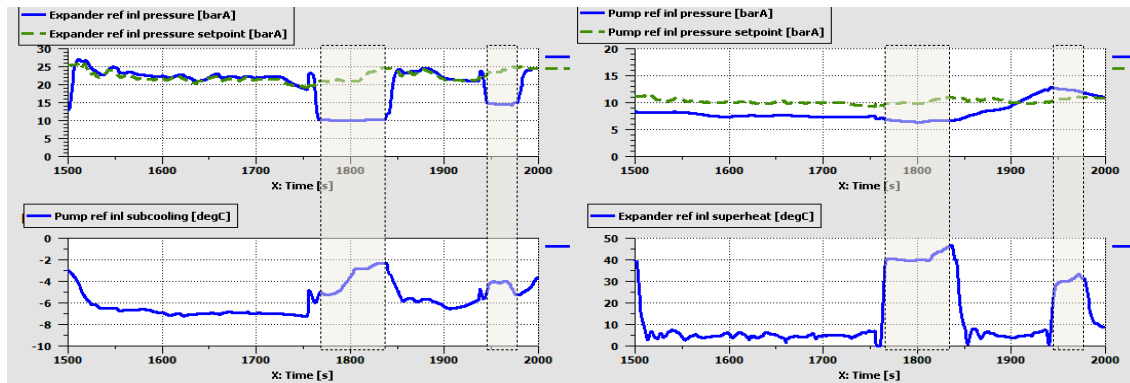 Expander ref inl pressure [barA]
Expander ref inl pressure setpoint [barA]
30
25
20
15
10
5
0
1500 1600 1700 1800 1900 2000
X: Time [s]
Pump ref inl pressure [barA]
Pump ref inl pressure setpoint [barA]
20
15
10
5
0
1500 1600 1700 1800 1900 2000
X: Time [s]
Pump ref inl subcooling [degC]
0
-2
-4
-6
-8
-10
1500 1600 1700 1800 1900 2000
X: Time [s]
Expander ref inl superheat [degC]
50
40
30
20
10
0
1500 1600 1700 1800 1900 2000
X: Time [s]